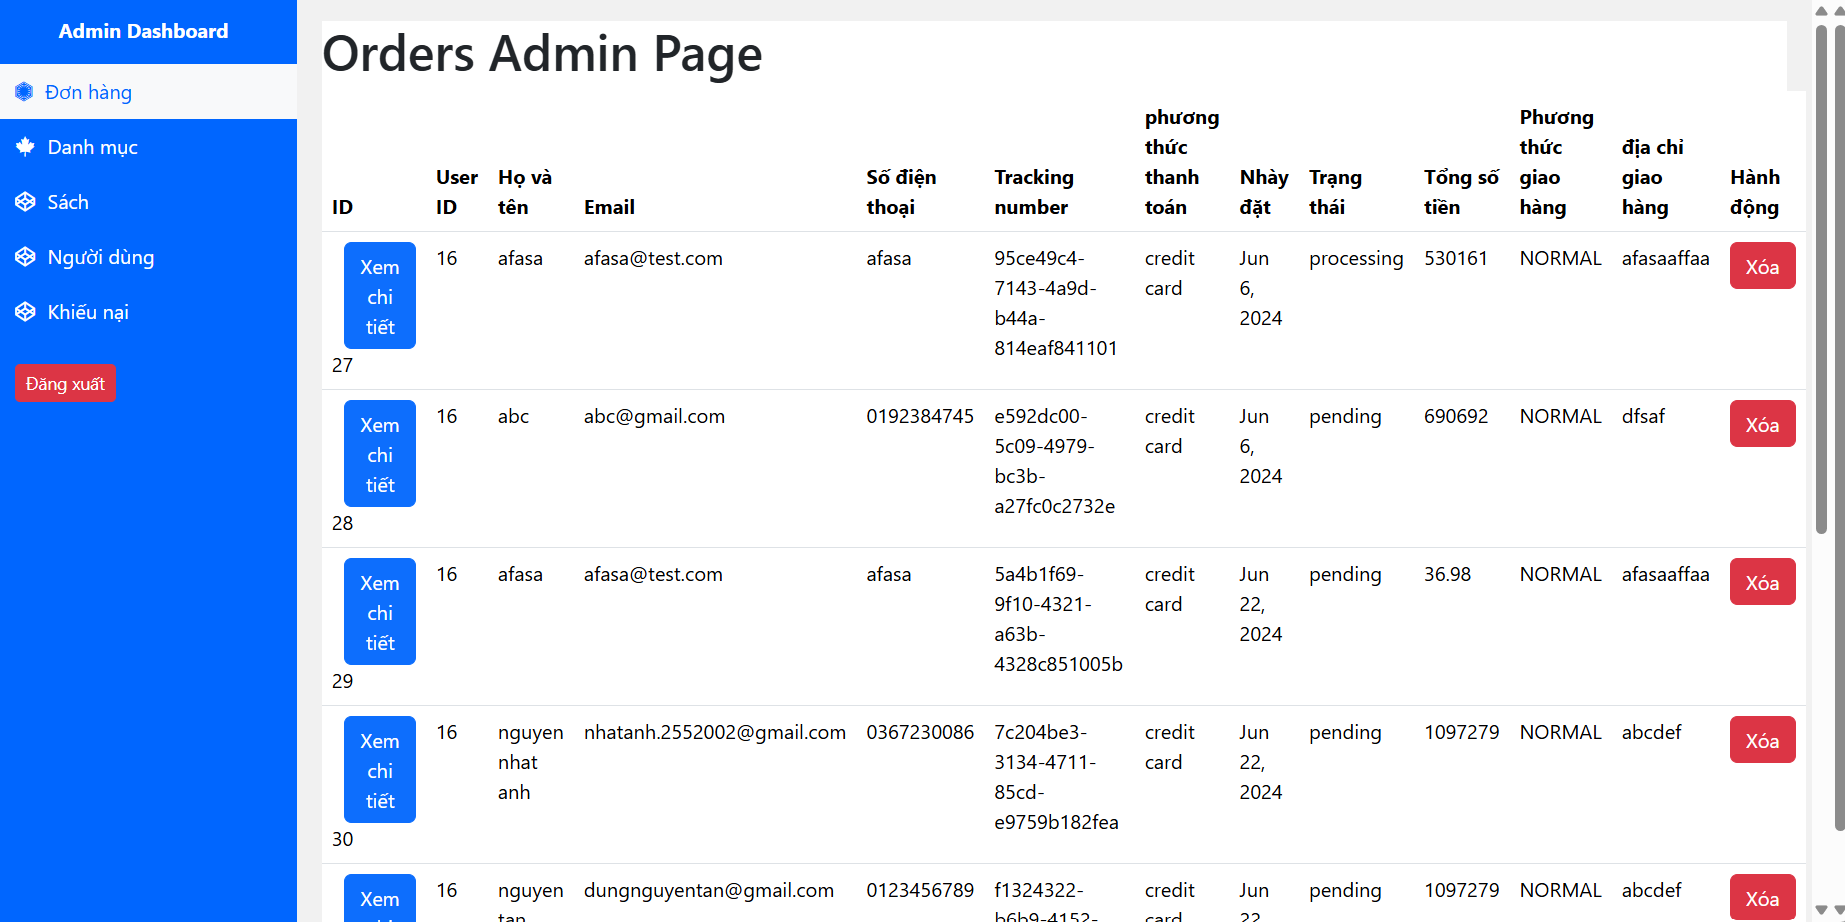 Admin Dashboard
Đơn hàng
Danh mục
Sách
Người dùng
Khiếu nại
Đăng xuất
Orders Admin Page
ID
User
ID
Họ và
tên
Email
Số điện
thoại
Tracking
number
phương
thức
thanh
toán
Nhày
đặt
Trạng
thái
Tổng số
tiền
Phương
thức
giao
hàng
địa chỉ
giao
hàng
Hành
động
Xem
chi
tiết
27
16
afasa
afasa@test.com
afasa
95ce49c4-
7143-4a9d-
b44a-
814eaf841101
credit
card
Jun
6,
2024
processing
530161
NORMAL
afasaaffaa
Xóa
Xem
chi
tiết
28
16
abc
abc@gmail.com
0192384745
e592dc00-
5c09-4979-
bc3b-
a27fc0c2732e
credit
card
Jun
6,
2024
pending
690692
NORMAL
dfsaf
Xóa
Xem
chi
tiết
29
16
afasa
afasa@test.com
afasa
5a4b1f69-
9f10-4321-
a63b-
4328c851005b
credit
card
Jun
22,
2024
pending
36.98
NORMAL
afasaaffaa
Xóa
Xem
chi
tiết
30
16
nguyen
nhat
anh
nhatanh.2552002@gmail.com
0367230086
7c204be3-
3134-4711-
85cd-
e9759b182fea
credit
card
Jun
22,
2024
pending
1097279
NORMAL
abcdef
Xóa
Xem
16
nguyen
tan
dungnguyentan@gmail.com
0123456789
f1324322-
b6b9-4152-
credit
card
Jun
22
pending
1097279
NORMAL
abcdef
Xóa